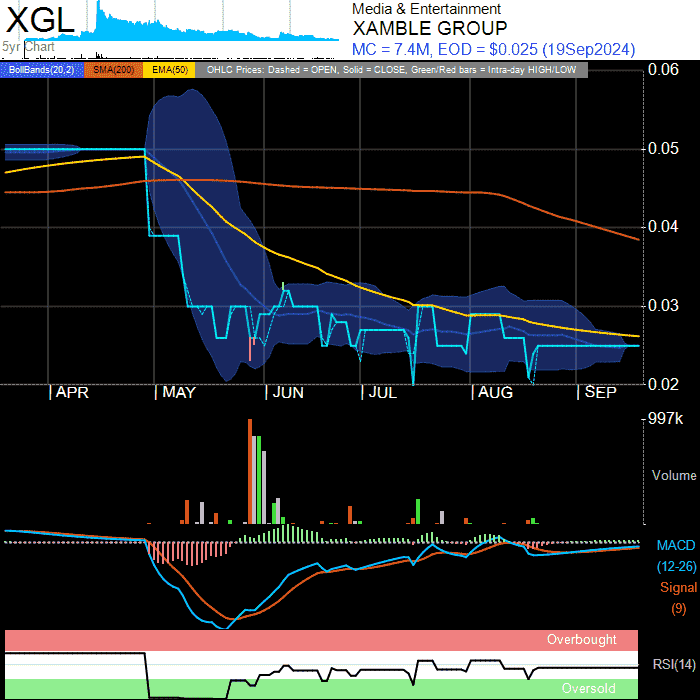 XGL
5yr Chart
Media & Entertainment
XAMBLE GROUP
MC = 7.4M, EOD = $0.025 (19Sep2024)
BollBands(20,2) SMA(200) EMA(50) OHLC Prices: Dashed = OPEN, Solid = CLOSE, Green/Red bars = Intra-day HIGH/LOW
0.06
0.05
0.04
0.03
0.02
APR MAY JUN JUL AUG SEP
997k
Volume
MACD
(12-26)
Signal
(9)
Overbought
RSI(14)
Oversold